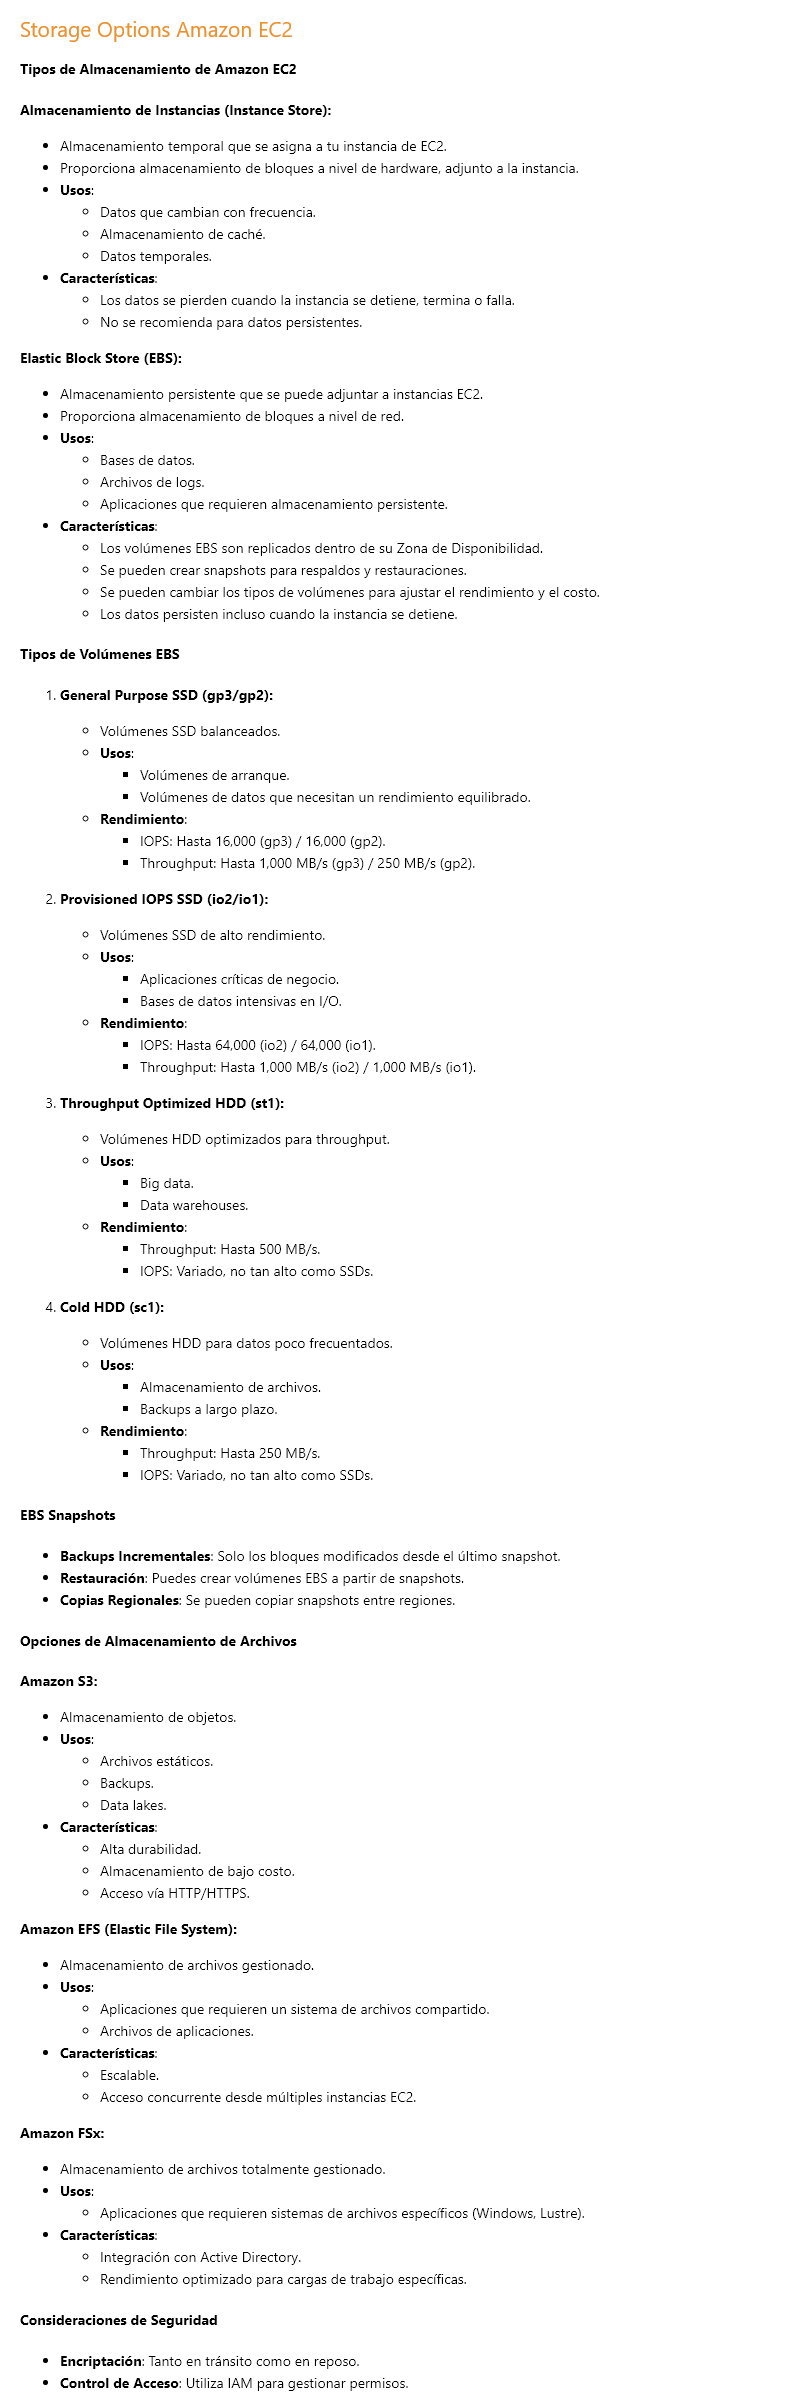 Storage Options Amazon EC2
Tipos de Almacenamiento de Amazon EC2
Almacenamiento de Instancias (Instance Store):
Almacenamiento temporal que se asigna a tu instancia de EC2.
Proporciona almacenamiento de bloques a nivel de hardware, adjunto a la instancia.
Usos:
Datos que cambian con frecuencia.
Almacenamiento de caché.
Datos temporales.
Características:
Los datos se pierden cuando la instancia se detiene, termina o falla.
No se recomienda para datos persistentes.
Elastic Block Store (EBS):
Almacenamiento persistente que se puede adjuntar a instancias EC2.
Proporciona almacenamiento de bloques a nivel de red.
Usos:
Bases de datos.
Archivos de logs.
Aplicaciones que requieren almacenamiento persistente.
Características:
Los volúmenes EBS son replicados dentro de su Zona de Disponibilidad.
Se pueden crear snapshots para respaldos y restauraciones.
Se pueden cambiar los tipos de volúmenes para ajustar el rendimiento y el costo.
Los datos persisten incluso cuando la instancia se detiene.
Tipos de Volúmenes EBS
1. General Purpose SSD (gp3/gp2):
Volúmenes SSD balanceados.
Usos:
Volúmenes de arranque.
Volúmenes de datos que necesitan un rendimiento equilibrado.
Rendimiento:
IOPS: Hasta 16,000 (gp3) / 16,000 (gp2).
Throughput: Hasta 1,000 MB/s (gp3) / 250 MB/s (gp2).
2. Provisioned IOPS SSD (io2/io1):
Volúmenes SSD de alto rendimiento.
Usos:
Aplicaciones críticas de negocio.
Bases de datos intensivas en I/O.
Rendimiento:
IOPS: Hasta 64,000 (io2) / 64,000 (io1).
Throughput: Hasta 1,000 MB/s (io2) / 1,000 MB/s (io1).
3. Throughput Optimized HDD (st1):
Volúmenes HDD optimizados para throughput.
Usos:
Big data.
Data warehouses.
Rendimiento:
Throughput: Hasta 500 MB/s.
IOPS: Variado, no tan alto como SSDs.
4. Cold HDD (sc1):
Volúmenes HDD para datos poco frecuentados.
Usos:
Almacenamiento de archivos.
Backups a largo plazo.
Rendimiento:
Throughput: Hasta 250 MB/s.
IOPS: Variado, no tan alto como SSDs.
EBS Snapshots
Backups Incrementales: Solo los bloques modificados desde el último snapshot.
Restauración: Puedes crear volúmenes EBS a partir de snapshots.
Copias Regionales: Se pueden copiar snapshots entre regiones.
Opciones de Almacenamiento de Archivos
Amazon S3:
Almacenamiento de objetos.
Usos:
Archivos estáticos.
Backups.
Data lakes.
Características:
Alta durabilidad.
Almacenamiento de bajo costo.
Acceso vía HTTP/HTTPS.
Amazon EFS (Elastic File System):
Almacenamiento de archivos gestionado.
Usos:
Aplicaciones que requieren un sistema de archivos compartido.
Archivos de aplicaciones.
Características:
Escalable.
Acceso concurrente desde múltiples instancias EC2.
Amazon FSx:
Almacenamiento de archivos totalmente gestionado.
Usos:
Aplicaciones que requieren sistemas de archivos específicos (Windows, Lustre).
Características:
Integración con Active Directory.
Rendimiento optimizado para cargas de trabajo específicas.
Consideraciones de Seguridad
Encriptación: Tanto en tránsito como en reposo.
Control de Acceso: Utiliza IAM para gestionar permisos.